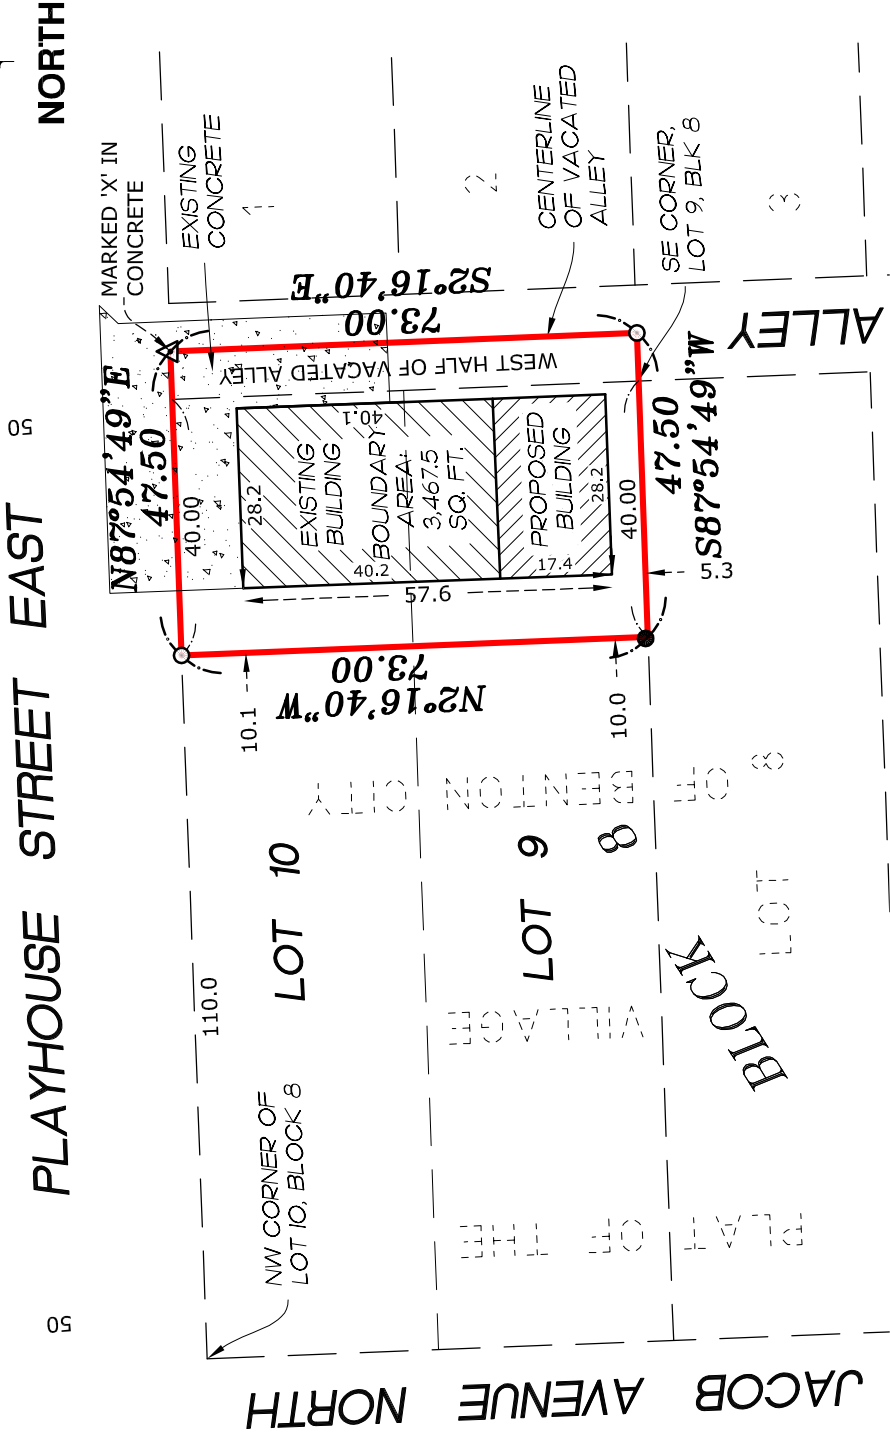 NORTH
PLAYHOUSE STREET EAST
50
50
MARKED 'X' IN
CONCRETE
EXISTING
CONCRETE
1
2
3
CENTERLINE
OF VACATED
ALLEY
SE CORNER,
LOT 9, BLK 8
ALLEY
S2°16'40"E
73.00
WEST HALF OF VACATED ALLEY
N87°54'49"E
47.50
40.00
28.2
40.1
EXISTING
BUILDING
BOUNDARY
AREA:
3,467.5
SQ. FT.
40.2
PROPOSED
BUILDING
28.2
17.4
57.6
40.00
47.50
S87°54'49"W
5.3
73.00
N2°16'40"W
10.1
10.0
LOT 10
LOT 9
LOT 8
BLOCK 8
110.0
PLAT OF THE VILLAGE OF BENTON CITY
NW CORNER OF
LOT 10, BLOCK 8
JACOB AVENUE NORTH